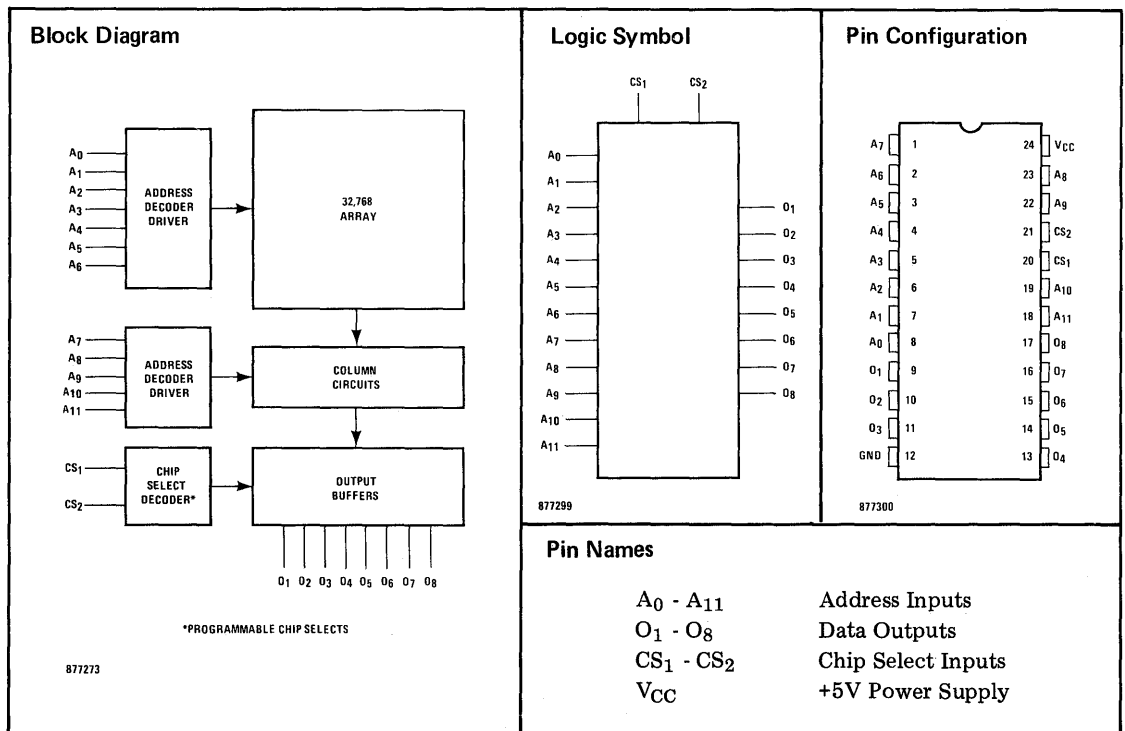 Block Diagram
A0
A1
A2
A3
A4
A5
A6
ADDRESS
DECODER
DRIVER
32,768
ARRAY
A7
A8
A9
A10
A11
ADDRESS
DECODER
DRIVER
COLUMN
CIRCUITS
CS1
CS2
CHIP
SELECT
DECODER*
OUTPUT
BUFFERS
O1 O2 O3 O4 O5 O6 O7 O8
*PROGRAMMABLE CHIP SELECTS
877273
Logic Symbol
CS1 CS2
A0
A1
A2
A3
A4
A5
A6
A7
A8
A9
A10
A11
O1
O2
O3
O4
O5
O6
O7
O8
877299
Pin Configuration
A7 1 24 VCC
A6 2 23 A8
A5 3 22 A9
A4 4 21 CS2
A3 5 20 CS1
A2 6 19 A10
A1 7 18 A11
A0 8 17 O8
O1 9 16 O7
O2 10 15 O6
O3 11 14 O5
GND 12 13 O4
877300
Pin Names
A0 - A11 Address Inputs
O1 - O8 Data Outputs
CS1 - CS2 Chip Select Inputs
VCC +5V Power Supply